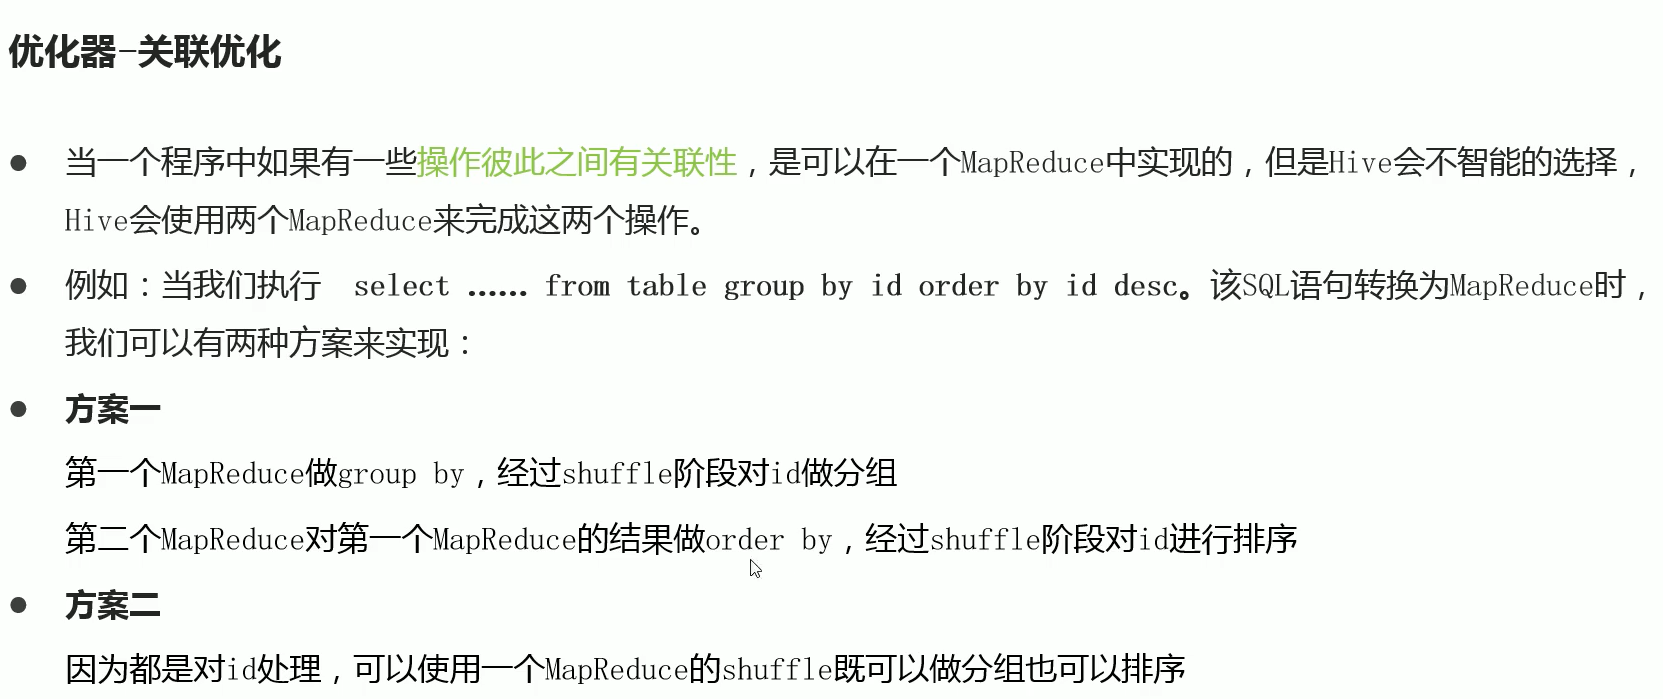 优化器-关联优化
● 当一个程序中如果有一些操作彼此之间有关联性，是可以在一个MapReduce中实现的，但是Hive会不智能的选择，
Hive会使用两个MapReduce来完成这两个操作。
● 例如：当我们执行 select …… from table group by id order by id desc。该SQL语句转换为MapReduce时，
我们可以有两种方案来实现：
● 方案一
第一个MapReduce做group by，经过shuffle阶段对id做分组
第二个MapReduce对第一个MapReduce的结果做order by，经过shuffle阶段对id进行排序
● 方案二
因为都是对id处理，可以使用一个MapReduce的shuffle既可以做分组也可以排序